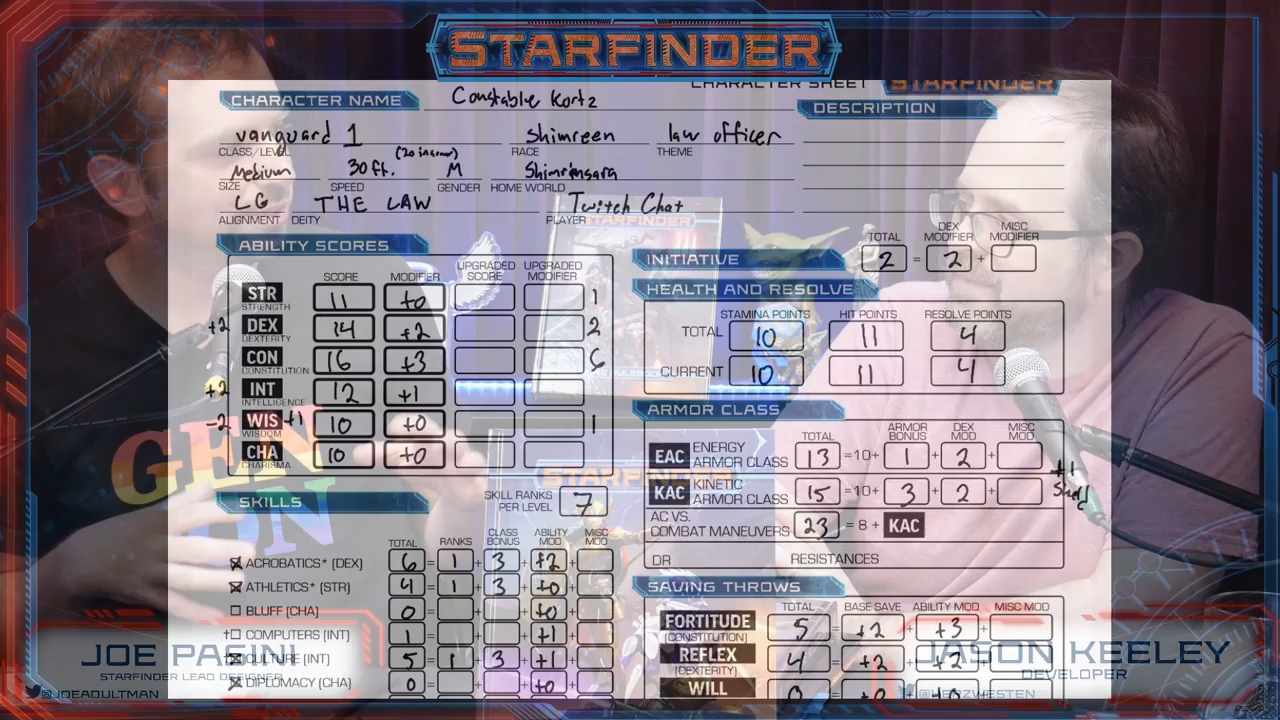 STARFINDER
CHARACTER SHEET STARFINDER
CHARACTER NAME Constable Kortz
DESCRIPTION
vanguard 1 shimreen law officer
CLASS/LEVEL RACE THEME
(20 in armor)
Medium 30 ft. M
SIZE SPEED GENDER HOME WORLD
LG THE LAW Twitch Chat
ALIGNMENT DEITY PLAYER
STARFINDER
ABILITY SCORES
SCORE MODIFIER UPGRADED SCORE UPGRADED MODIFIER
STR STRENGTH 11 +0 1
+2 DEX DEXTERITY 14 +2 2
CON CONSTITUTION 16 +3 6
+2 INT INTELLIGENCE 12 +1
-2 WIS +1 WISDOM 10 +0 1
CHA CHARISMA 10 +0
TOTAL DEX MODIFIER MISC MODIFIER
INITIATIVE 2 = 2 +
HEALTH AND RESOLVE
STAMINA POINTS HIT POINTS RESOLVE POINTS
TOTAL 10 11 4
CURRENT 10 11 4
ARMOR CLASS
TOTAL ARMOR BONUS DEX MOD MISC MOD
EAC ENERGY ARMOR CLASS 13 =10+ 1 + 2 +
KAC KINETIC ARMOR CLASS 15 =10+ 3 + 2 +
+1
AC VS. COMBAT MANEUVERS 23 = 8 + KAC
DR RESISTANCES
GEN CON
STARFINDER
SKILLS
SKILL RANKS PER LEVEL 7
TOTAL RANKS CLASS BONUS ABILITY MOD MISC MOD
ACROBATICS* (DEX) 6 = 1 + 3 + +2 +
ATHLETICS* (STR) 4 = 1 + 3 + +0 +
BLUFF (CHA) 0 = + + +0 +
†COMPUTERS (INT) 1 = + + +1 +
†CULTURE (INT) 5 = 1 + 3 + +1 +
DIPLOMACY (CHA) 0 = + + +0 +
SAVING THROWS
TOTAL BASE SAVE ABILITY MOD MISC MOD
FORTITUDE (CONSTITUTION) 5 = +2 + +3 +
REFLEX (DEXTERITY) 4 = +2 + +2 +
WILL 0 +0 +0
JOE PASINI
STARFINDER LEAD DESIGNER
@JOEADULTMAN
JASON KEELEY
DEVELOPER
@HERZWESTEN